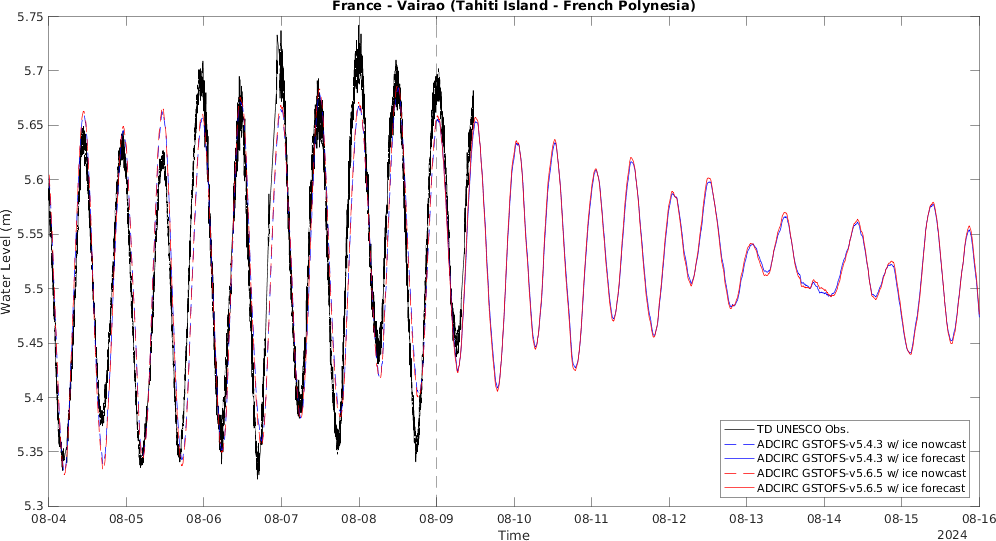 France - Vairao (Tahiti Island - French Polynesia)
5.75
5.7
5.65
5.6
5.55
5.5
5.45
5.4
5.35
5.3
Water Level (m)
TD UNESCO Obs.
ADCIRC GSTOFS-v5.4.3 w/ ice nowcast
ADCIRC GSTOFS-v5.4.3 w/ ice forecast
ADCIRC GSTOFS-v5.6.5 w/ ice nowcast
ADCIRC GSTOFS-v5.6.5 w/ ice forecast
08-04 08-05 08-06 08-07 08-08 08-09 08-10 08-11 08-12 08-13 08-14 08-15 08-16
Time
2024